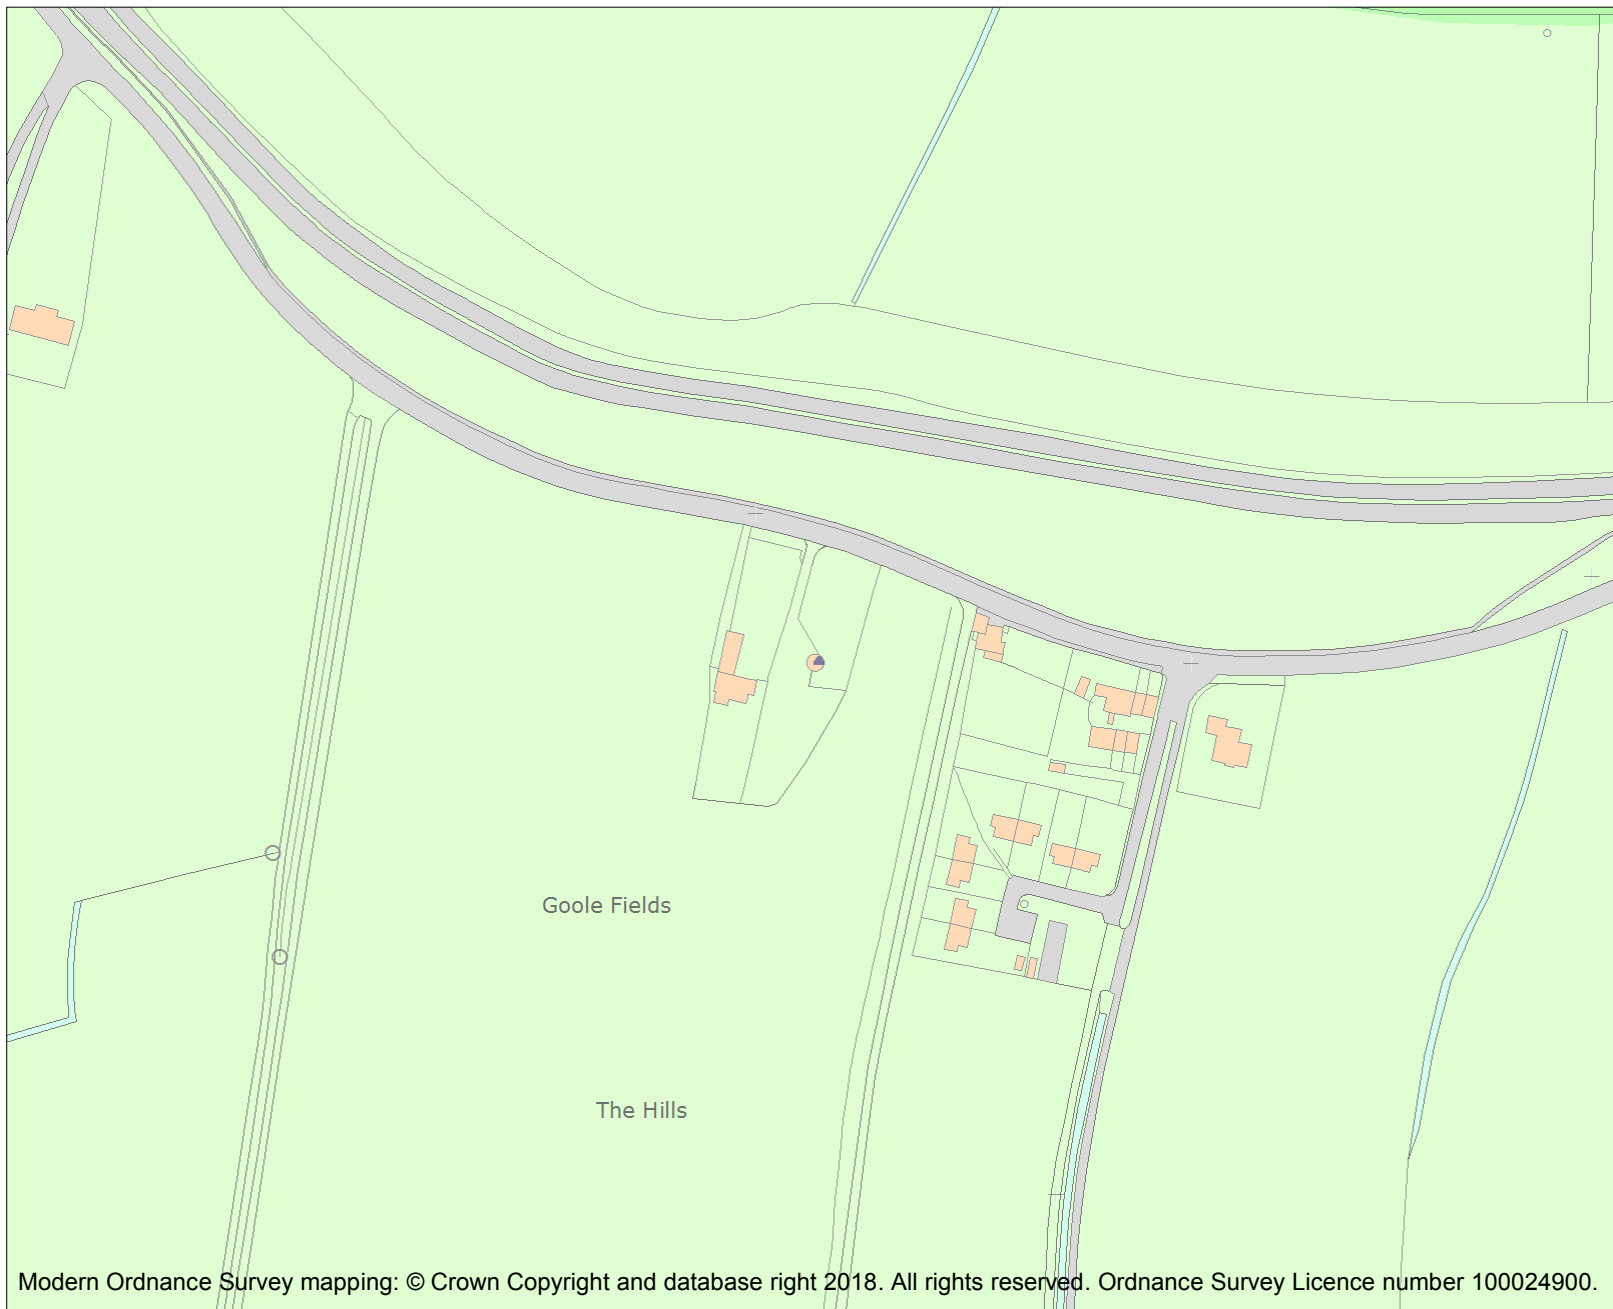 Goole Fields
The Hills
Modern Ordnance Survey mapping: © Crown Copyright and database right 2018. All rights reserved. Ordnance Survey Licence number 100024900.